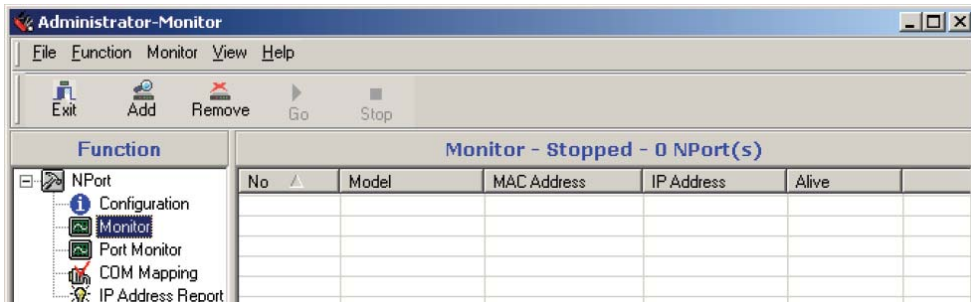 Administrator-Monitor
File Function Monitor View Help
Exit Add Remove Go Stop
Function
Monitor - Stopped - 0 NPort(s)
NPort
Configuration
Monitor
Port Monitor
COM Mapping
IP Address Report
No Model MAC Address IP Address Alive